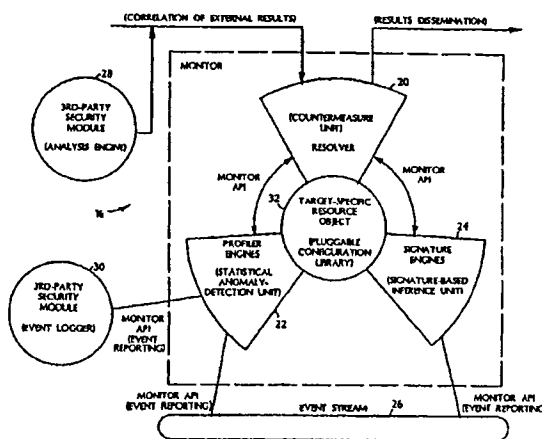 (CORRELATION OF EXTERNAL RESULTS)
(RESULTS DISSEMINATION)
MONITOR
28
3RD-PARTY
SECURITY
MODULE
(ANALYSIS ENGINE)
20
(COUNTERMEASURE
UNIT)
RESOLVER
MONITOR
API
MONITOR
API
16
32
TARGET-SPECIFIC
RESOURCE
OBJECT
(PLUGGABLE
CONFIGURATION
LIBRARY)
24
PROFILER
ENGINES
(STATISTICAL
ANOMALY-
DETECTION UNIT)
22
SIGNATURE
ENGINES
(SIGNATURE-BASED
INFERENCE UNIT)
30
3RD-PARTY
SECURITY
MODULE
(EVENT LOGGER)
MONITOR
API
(EVENT
REPORTING)
MONITOR API
(EVENT REPORTING)
MONITOR API
(EVENT REPORTING)
EVENT STREAM
26